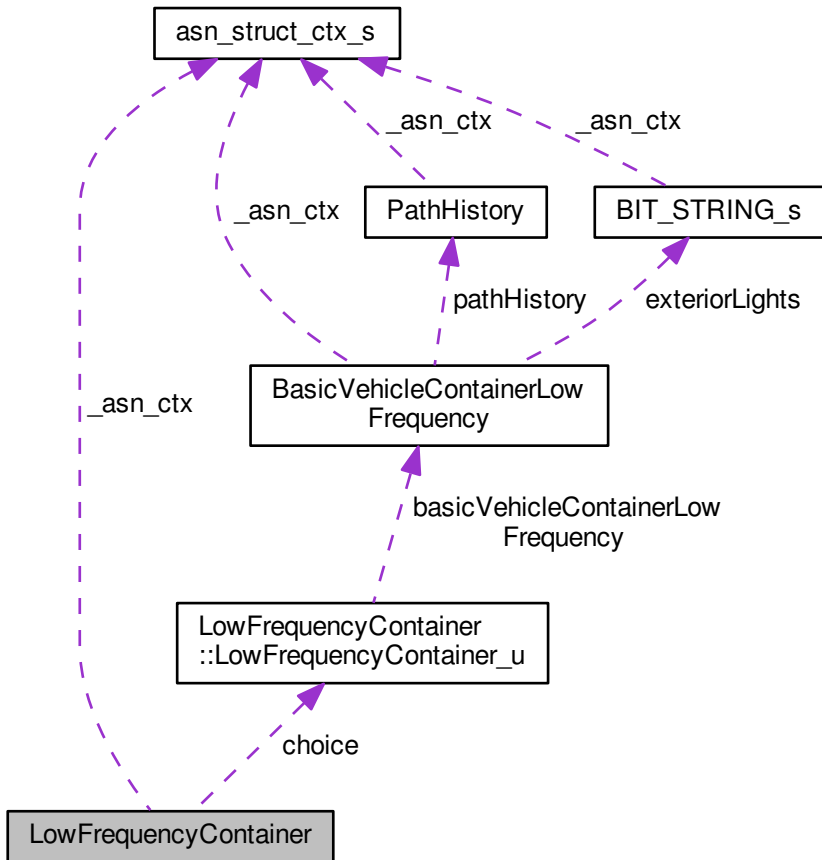 asn_struct_ctx_s
_asn_ctx
_asn_ctx
_asn_ctx
PathHistory
BIT_STRING_s
pathHistory
exteriorLights
BasicVehicleContainerLow
Frequency
_asn_ctx
basicVehicleContainerLow
Frequency
LowFrequencyContainer
::LowFrequencyContainer_u
choice
LowFrequencyContainer